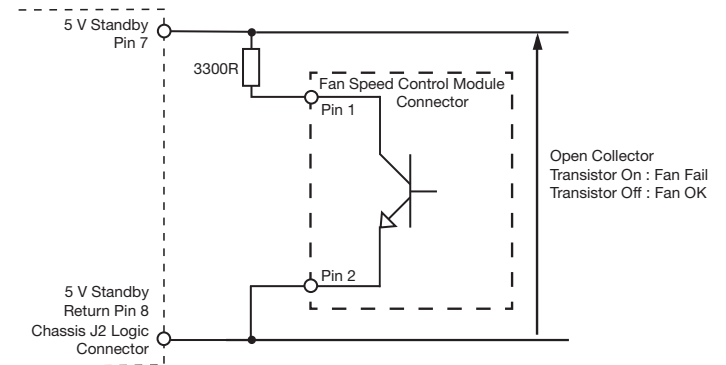 5 V Standby
Pin 7
3300R
Fan Speed Control Module
Connector
Pin 1
Open Collector
Transistor On : Fan Fail
Transistor Off : Fan OK
Pin 2
5 V Standby
Return Pin 8
Chassis J2 Logic
Connector